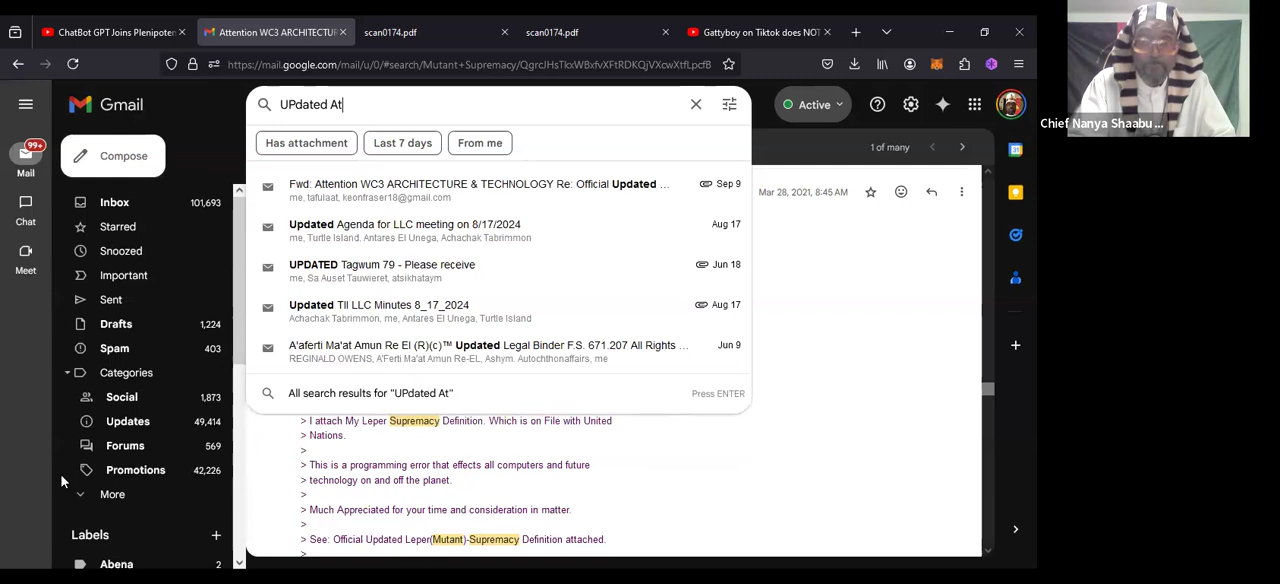 ChatBot GPT Joins Plenipoten
Attention WC3 ARCHITECTU
scan0174.pdf
scan0174.pdf
Gattyboy on Tiktok does NOT
https://mail.google.com/mail/u/0/#search/Mutant+Supremacy/QgrcJHsTkxWBxfvXFtRDKQjVXcwXtfLpcfB
Gmail
UPdated At
Active
Compose
Has attachment
Last 7 days
From me
1 of many
99+
Mail
Chat
Meet
Inbox 101,693
Starred
Snoozed
Important
Sent
Drafts 1,224
Spam 403
Categories
Social 1,873
Updates 49,414
Forums 569
Promotions 42,226
More
Labels
Abena 2
Fwd: Attention WC3 ARCHITECTURE & TECHNOLOGY Re: Official Updated ... Sep 9
me, tafulaat, keonfraser18@gmail.com
Updated Agenda for LLC meeting on 8/17/2024 Aug 17
me, Turtle Island, Antares El Unega, Achachak Tabrimmon
UPDATED Tagwum 79 - Please receive Jun 18
me, Sa Auset Tauwieret, atsikhataym
Updated TII LLC Minutes 8_17_2024 Aug 17
Achachak Tabrimmon, me, Antares El Unega, Turtle Island
A'aferti Ma'at Amun Re El (R)(c)™ Updated Legal Binder F.S. 671.207 All Rights ... Jun 9
REGINALD OWENS, A'Ferti Ma'at Amun Re-EL, Ashym. Autochthonaffairs, me
All search results for "UPdated At" Press ENTER
Mar 28, 2021, 8:45 AM
> I attach My Leper Supremacy Definition. Which is on File with United
> Nations.
>
> This is a programming error that effects all computers and future
> technology on and off the planet.
>
> Much Appreciated for your time and consideration in matter.
>
> See: Official Updated Leper(Mutant)-Supremacy Definition attached.
>
Chief Nanya Shaabu ...